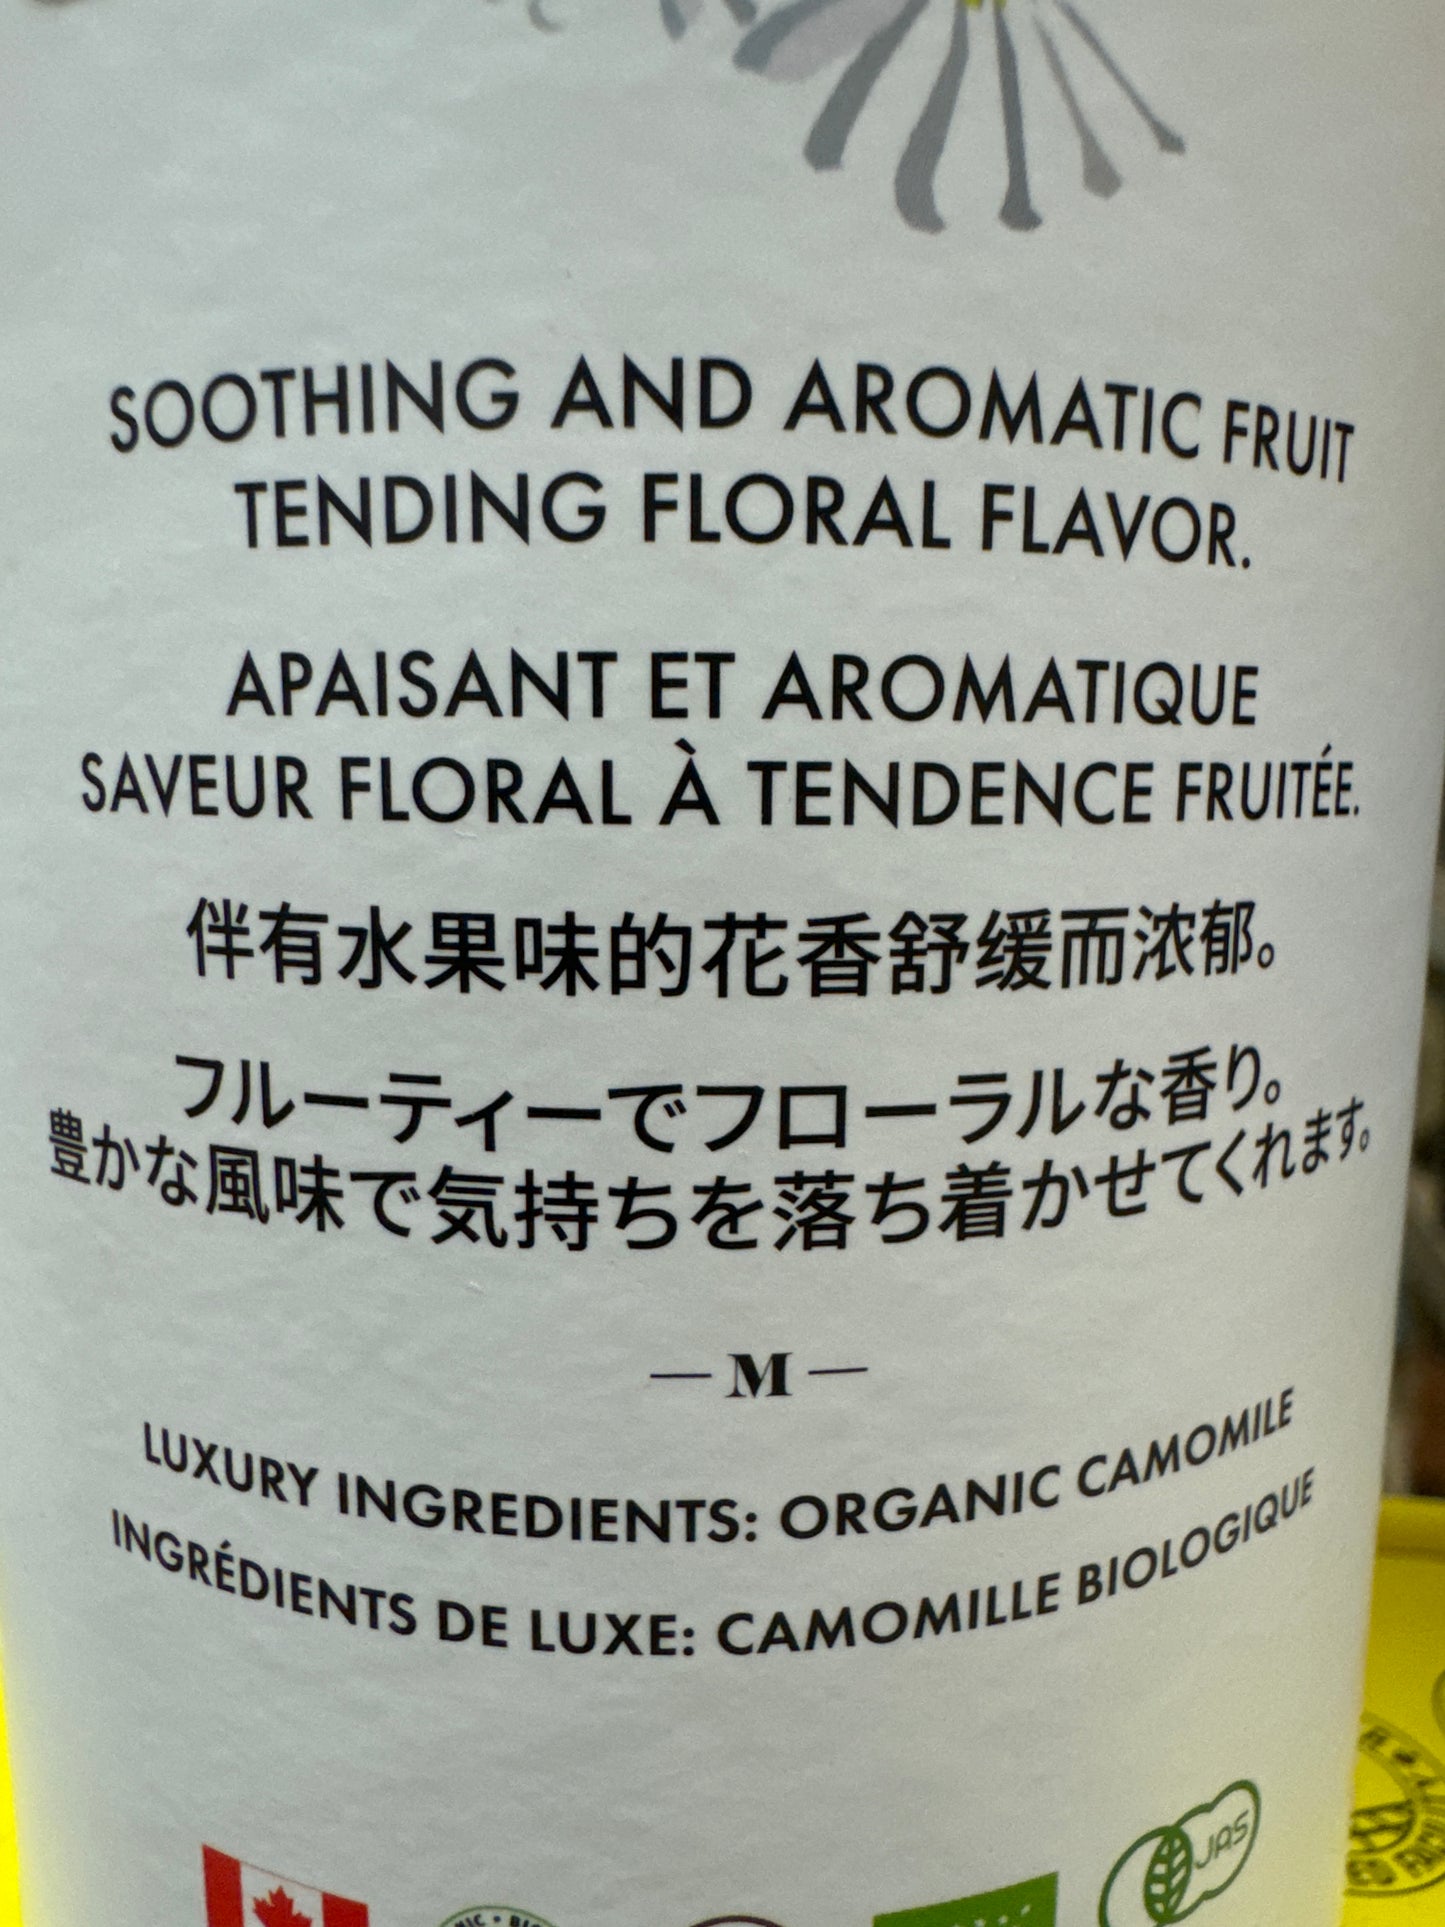 SOOTHING AND AROMATIC FRUIT
TENDING FLORAL FLAVOR.
APAISANT ET AROMATIQUE
SAVEUR FLORAL À TENDENCE FRUITÉE.
伴有水果味的花香舒缓而浓郁。
フルーティーでフローラルな香り。
豊かな風味で気持ちを落ち着かせてくれます。
M
LUXURY INGREDIENTS: ORGANIC CAMOMILE
INGRÉDIENTS DE LUXE: CAMOMILLE BIOLOGIQUE
JAS